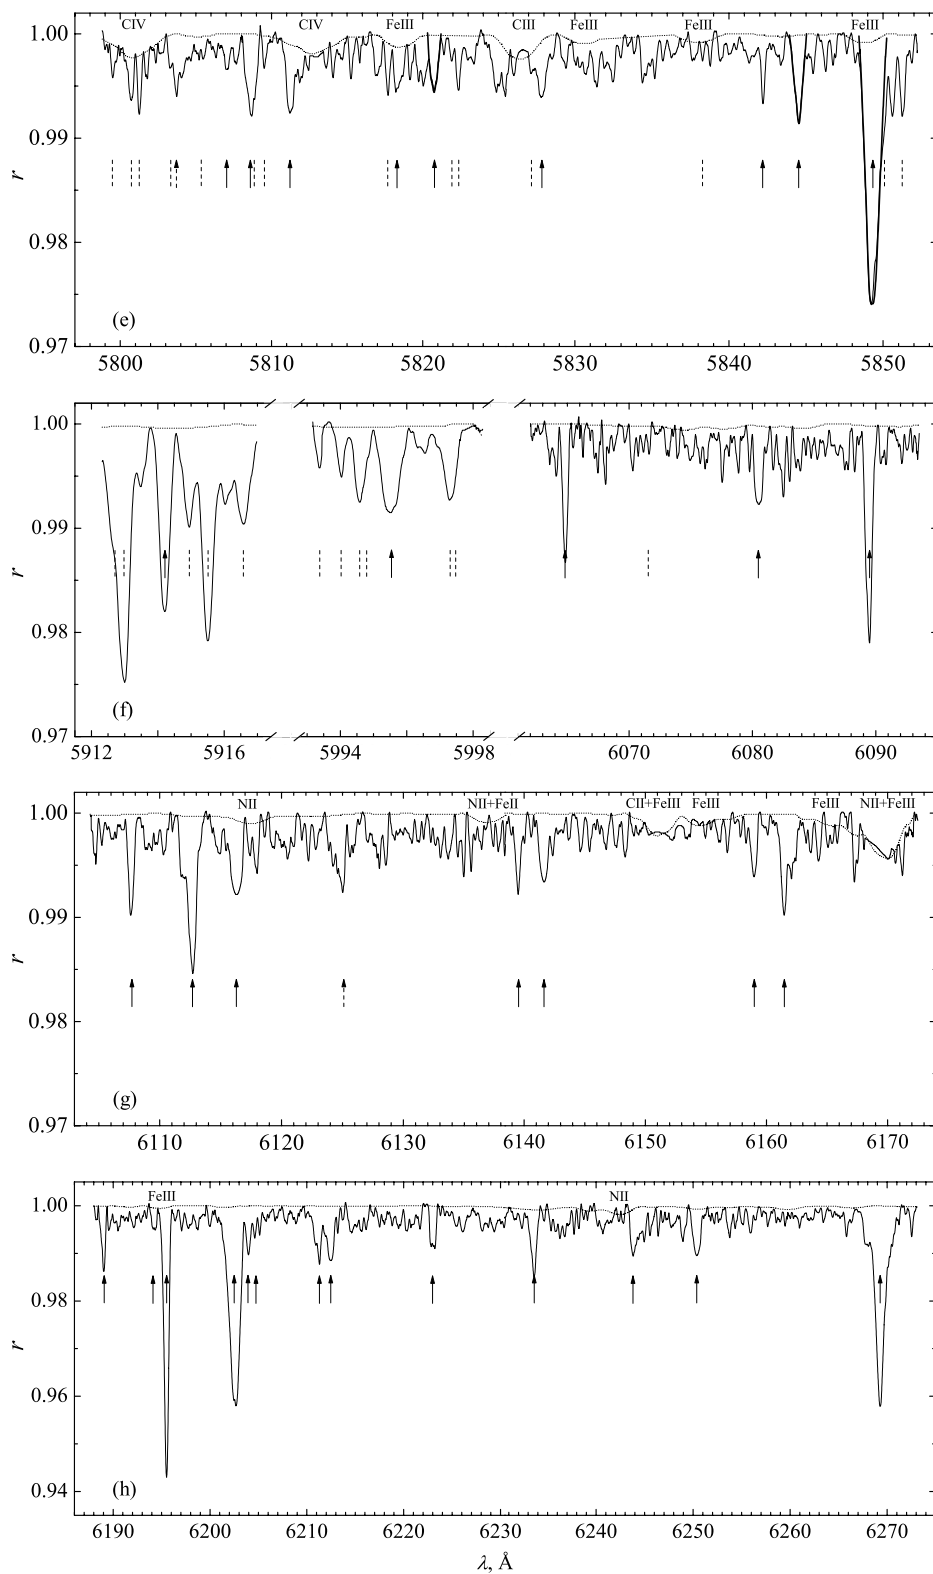 CIV CIV FeIII CIII FeIII FeIII FeIII
1.00
0.99
0.98
0.97
r
(e)
5800 5810 5820 5830 5840 5850
1.00
0.99
0.98
0.97
r
(f)
5912 5916 5994 5998 6070 6080 6090
NII NII+FeII CII+FeIII FeIII FeIII NII+FeIII
1.00
0.99
0.98
0.97
r
(g)
6110 6120 6130 6140 6150 6160 6170
FeIII NII
1.00
0.98
0.96
0.94
r
(h)
6190 6200 6210 6220 6230 6240 6250 6260 6270
λ, Å